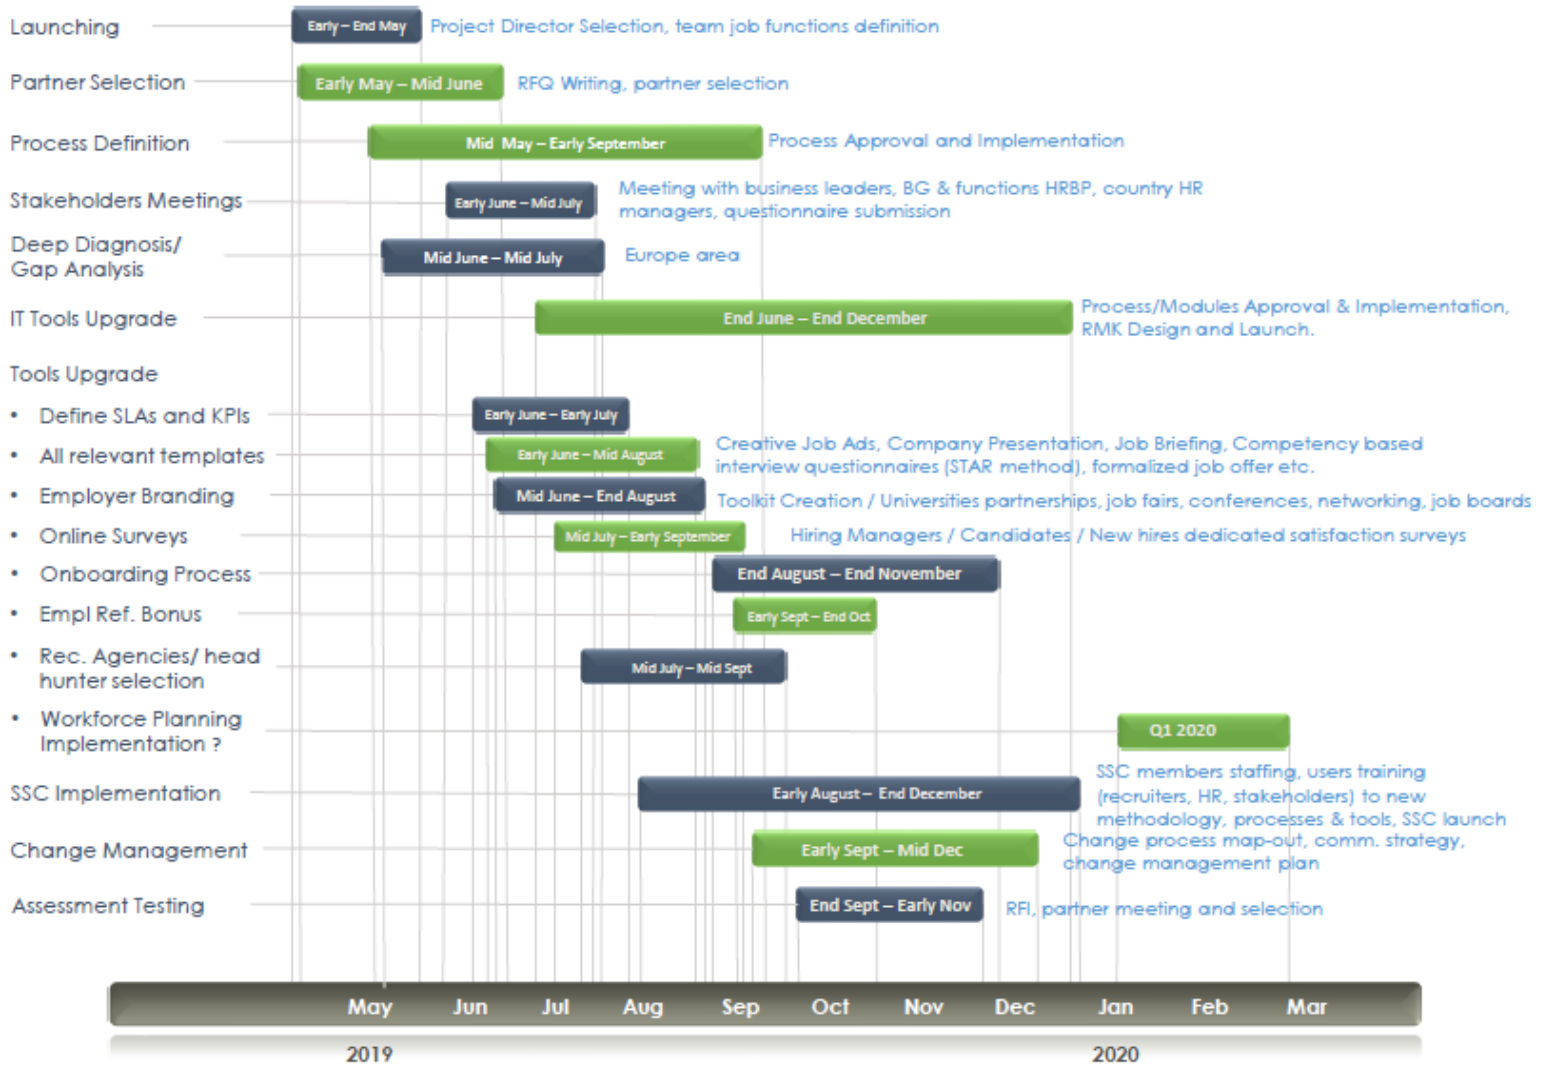 Launching
Early – End May
Project Director Selection, team job functions definition
Partner Selection
Early May – Mid June
RFQ Writing, partner selection
Process Definition
Mid May – Early September
Process Approval and Implementation
Stakeholders Meetings
Early June – Mid July
Meeting with business leaders, BG & functions HRBP, country HR
managers, questionnaire submission
Deep Diagnosis/
Gap Analysis
Mid June – Mid July
Europe area
IT Tools Upgrade
End June – End December
Process/Modules Approval & Implementation,
RMK Design and Launch.
Tools Upgrade
• Define SLAs and KPIs
Early June – Early July
• All relevant templates
Early June – Mid August
Creative Job Ads, Company Presentation, Job Briefing, Competency based
interview questionnaires (STAR method), formalized job offer etc.
• Employer Branding
Mid June – End August
Toolkit Creation / Universities partnerships, job fairs, conferences, networking, job boards
• Online Surveys
Mid July – Early September
Hiring Managers / Candidates / New hires dedicated satisfaction surveys
• Onboarding Process
End August – End November
• Empl Ref. Bonus
Early Sept – End Oct
• Rec. Agencies/ head
hunter selection
Mid July – Mid Sept
• Workforce Planning
Implementation ?
Q1 2020
SSC Implementation
Early August – End December
SSC members staffing, users training
(recruiters, HR, stakeholders) to new
methodology, processes & tools, SSC launch
Change Management
Early Sept – Mid Dec
Change process map-out, comm. strategy,
change management plan
Assessment Testing
End Sept – Early Nov
RFI, partner meeting and selection
May Jun Jul Aug Sep Oct Nov Dec Jan Feb Mar
2019 2020